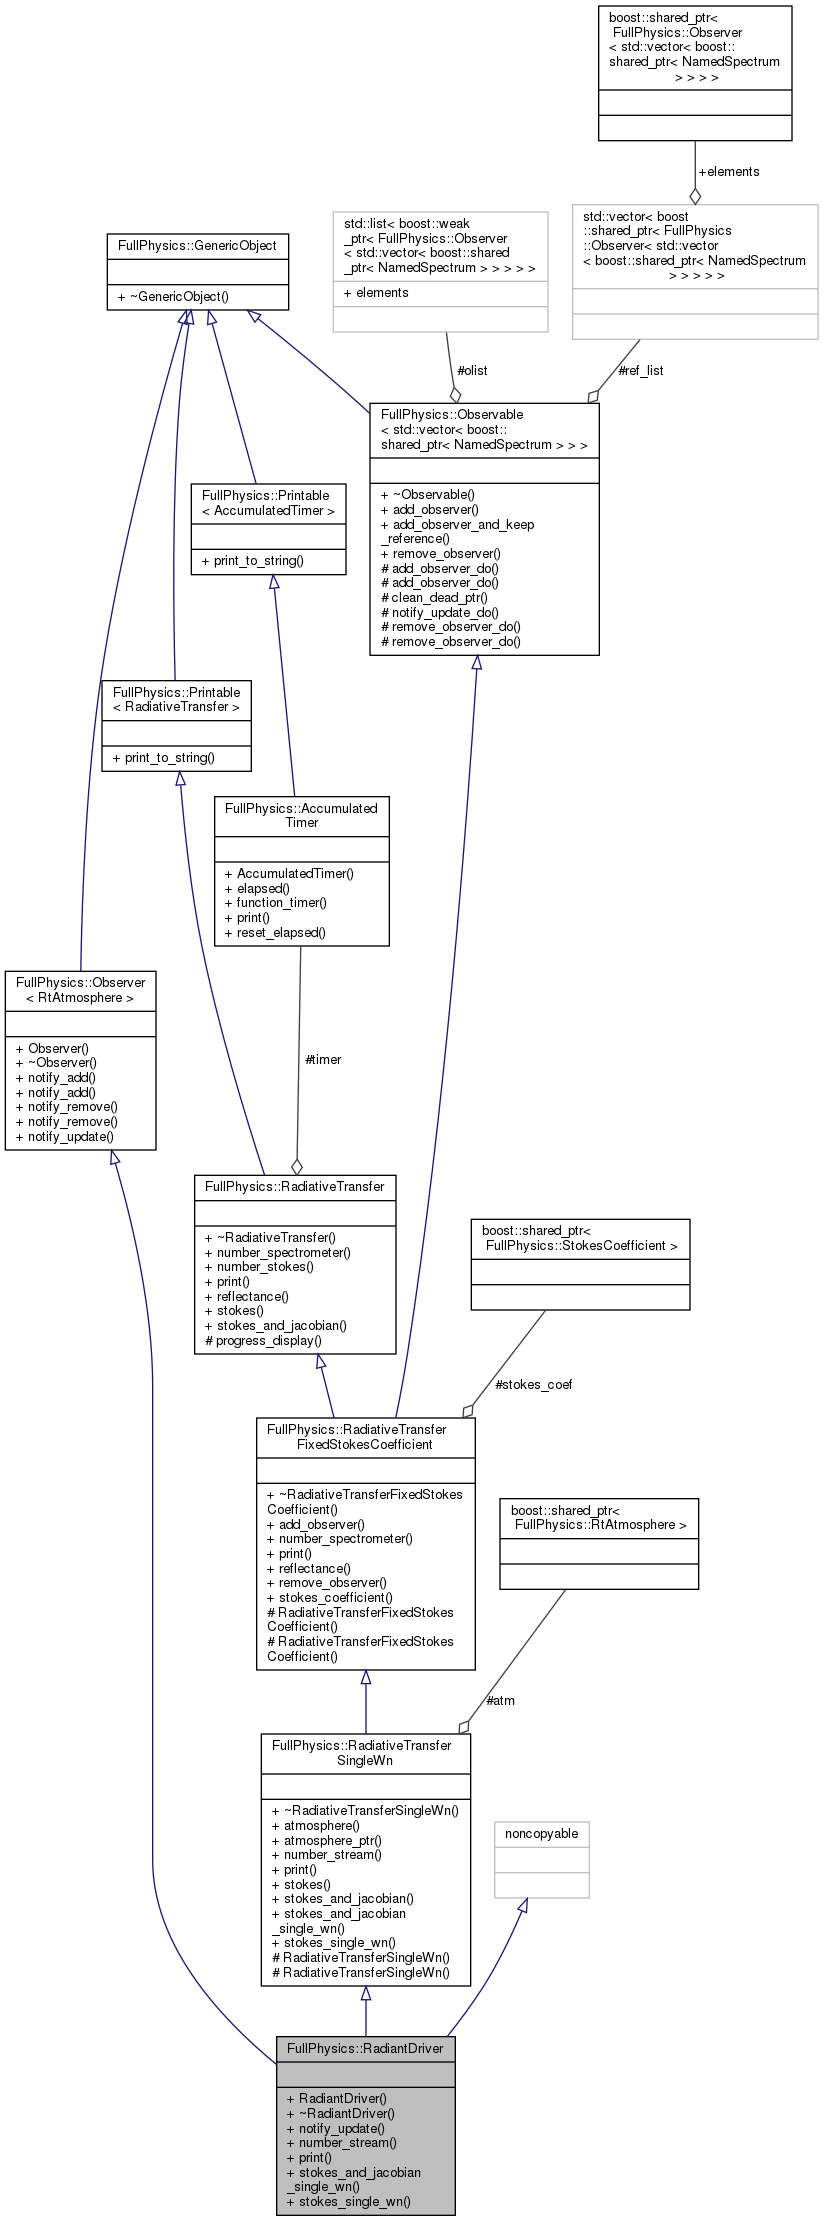 boost::shared_ptr<
FullPhysics::Observer
< std::vector< boost::
shared_ptr< NamedSpectrum
> > > >
+elements
std::list< boost::weak
_ptr< FullPhysics::Observer
< std::vector< boost::shared
_ptr< NamedSpectrum > > > > >
+ elements
std::vector< boost
::shared_ptr< FullPhysics
::Observer< std::vector
< boost::shared_ptr< NamedSpectrum
> > > > >
FullPhysics::GenericObject
+ ~GenericObject()
#olist
#ref_list
FullPhysics::Observable
< std::vector< boost::
shared_ptr< NamedSpectrum > > >
+ ~Observable()
+ add_observer()
+ add_observer_and_keep
_reference()
+ remove_observer()
# add_observer_do()
# add_observer_do()
# clean_dead_ptr()
# notify_update_do()
# remove_observer_do()
# remove_observer_do()
FullPhysics::Printable
< AccumulatedTimer >
+ print_to_string()
FullPhysics::Printable
< RadiativeTransfer >
+ print_to_string()
FullPhysics::Accumulated
Timer
+ AccumulatedTimer()
+ elapsed()
+ function_timer()
+ print()
+ reset_elapsed()
FullPhysics::Observer
< RtAtmosphere >
+ Observer()
+ ~Observer()
+ notify_add()
+ notify_add()
+ notify_remove()
+ notify_remove()
+ notify_update()
#timer
FullPhysics::RadiativeTransfer
+ ~RadiativeTransfer()
+ number_spectrometer()
+ number_stokes()
+ print()
+ reflectance()
+ stokes()
+ stokes_and_jacobian()
# progress_display()
boost::shared_ptr<
FullPhysics::StokesCoefficient >
#stokes_coef
FullPhysics::RadiativeTransfer
FixedStokesCoefficient
+ ~RadiativeTransferFixedStokes
Coefficient()
+ add_observer()
+ number_spectrometer()
+ print()
+ reflectance()
+ remove_observer()
+ stokes_coefficient()
# RadiativeTransferFixedStokes
Coefficient()
# RadiativeTransferFixedStokes
Coefficient()
boost::shared_ptr<
FullPhysics::RtAtmosphere >
#atm
FullPhysics::RadiativeTransfer
SingleWn
+ ~RadiativeTransferSingleWn()
+ atmosphere()
+ atmosphere_ptr()
+ number_stream()
+ print()
+ stokes()
+ stokes_and_jacobian()
+ stokes_and_jacobian
_single_wn()
+ stokes_single_wn()
# RadiativeTransferSingleWn()
# RadiativeTransferSingleWn()
noncopyable
FullPhysics::RadiantDriver
+ RadiantDriver()
+ ~RadiantDriver()
+ notify_update()
+ number_stream()
+ print()
+ stokes_and_jacobian
_single_wn()
+ stokes_single_wn()